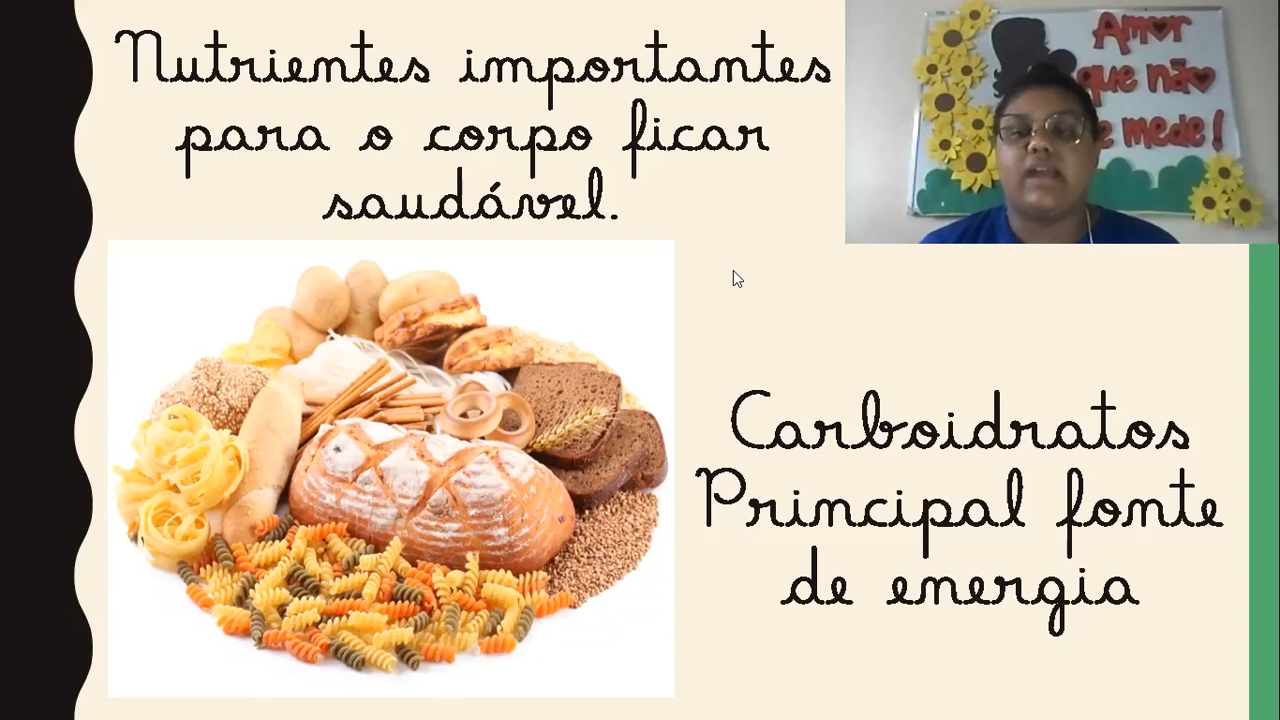 Nutrientes importantes
para o corpo ficar
saudável.
Amor
que não
mede!
Carboidratos
Principal fonte
de energia